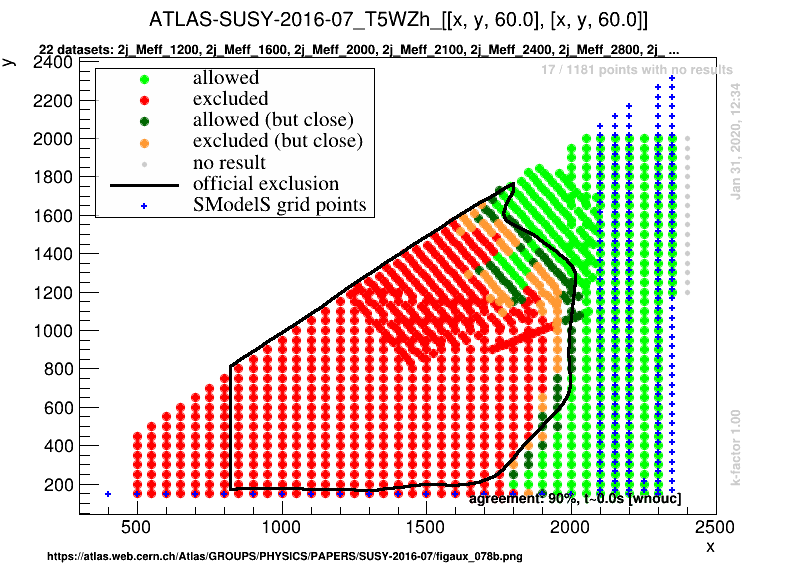 ATLAS-SUSY-2016-07_T5WZh_[[x, y, 60.0], [x, y, 60.0]]
22 datasets: 2j_Meff_1200, 2j_Meff_1600, 2j_Meff_2000, 2j_Meff_2100, 2j_Meff_2400, 2j_Meff_2800, 2j_ ...
y
2400
2200
2000
1800
1600
1400
1200
1000
800
600
400
200
17 / 1181 points with no results
allowed
excluded
allowed (but close)
excluded (but close)
no result
official exclusion
SModelS grid points
Jan 31, 2020, 12:34
k-factor 1.00
agreement: 90%, t~0.0s [wnouc]
500 1000 1500 2000 2500
x
https://atlas.web.cern.ch/Atlas/GROUPS/PHYSICS/PAPERS/SUSY-2016-07/figaux_078b.png